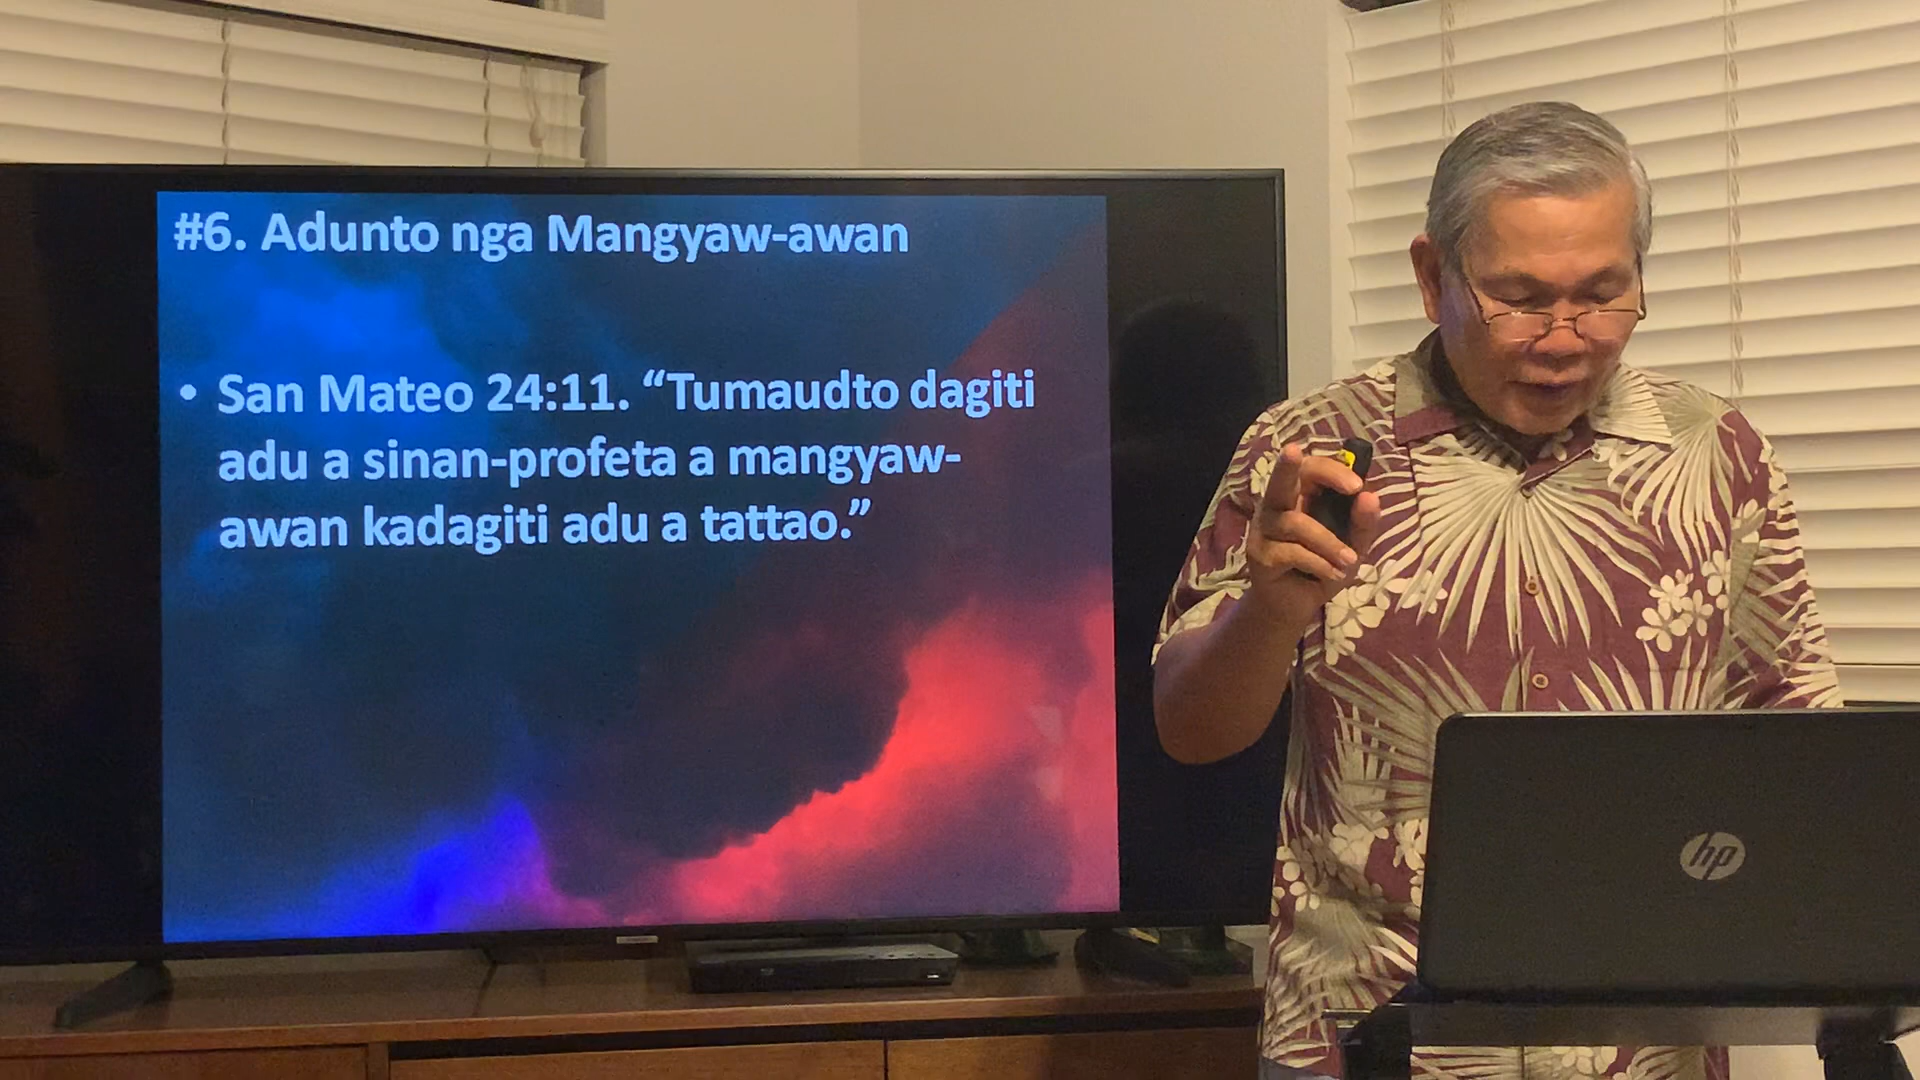 #6. Adunto nga Mangyaw-awan
• San Mateo 24:11. “Tumaudto dagiti
adu a sinan-profeta a mangyaw-
awan kadagiti adu a tattao.”
hp